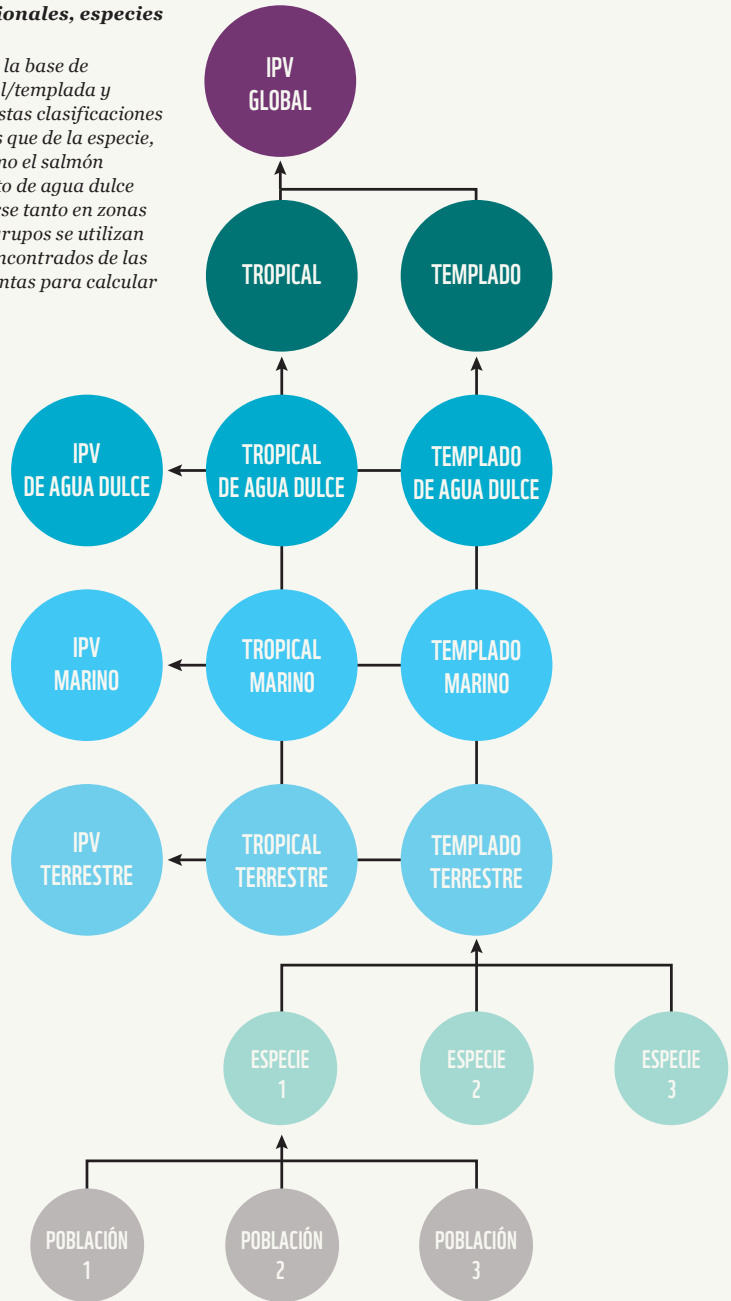 ionales, especies
la base de
l/templada y
stas clasificaciones
s que de la especie,
no el salmón
to de agua dulce
rse tanto en zonas
grupos se utilizan
ncontrados de las
ntas para calcular
IPV
GLOBAL
TROPICAL
TEMPLADO
IPV
DE AGUA DULCE
TROPICAL
DE AGUA DULCE
TEMPLADO
DE AGUA DULCE
IPV
MARINO
TROPICAL
MARINO
TEMPLADO
MARINO
IPV
TERRESTRE
TROPICAL
TERRESTRE
TEMPLADO
TERRESTRE
ESPECIE
1
ESPECIE
2
ESPECIE
3
POBLACIÓN
1
POBLACIÓN
2
POBLACIÓN
3